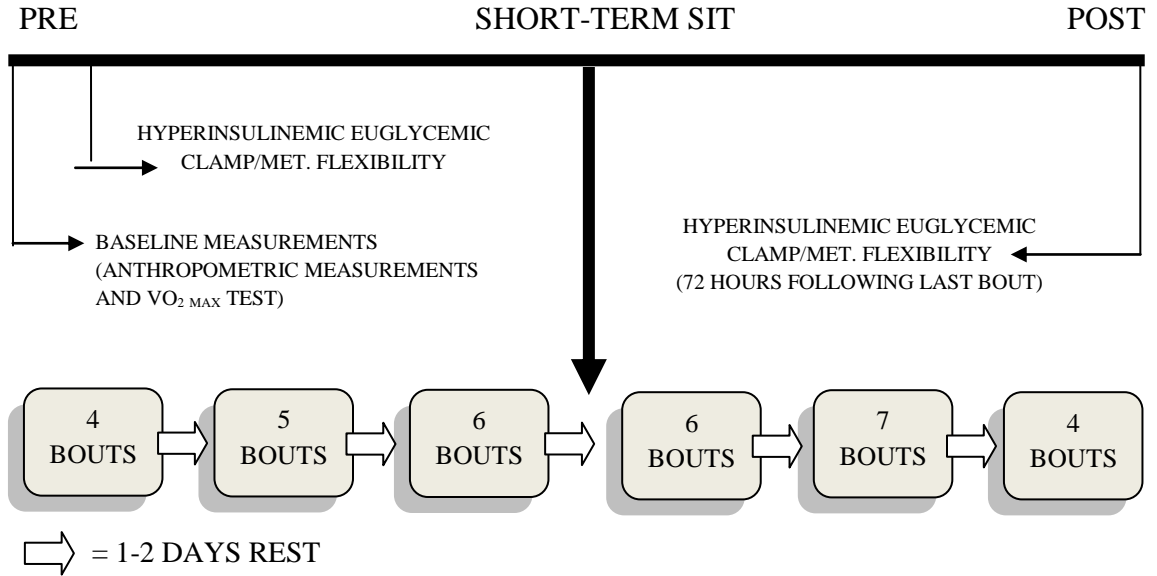 PRE
SHORT-TERM SIT
POST
HYPERINSULINEMIC EUGLYCEMIC
CLAMP/MET. FLEXIBILITY
BASELINE MEASUREMENTS
(ANTHROPOMETRIC MEASUREMENTS
AND VO₂ MAX TEST)
HYPERINSULINEMIC EUGLYCEMIC
CLAMP/MET. FLEXIBILITY
(72 HOURS FOLLOWING LAST BOUT)
4
BOUTS
5
BOUTS
6
BOUTS
6
BOUTS
7
BOUTS
4
BOUTS
= 1-2 DAYS REST